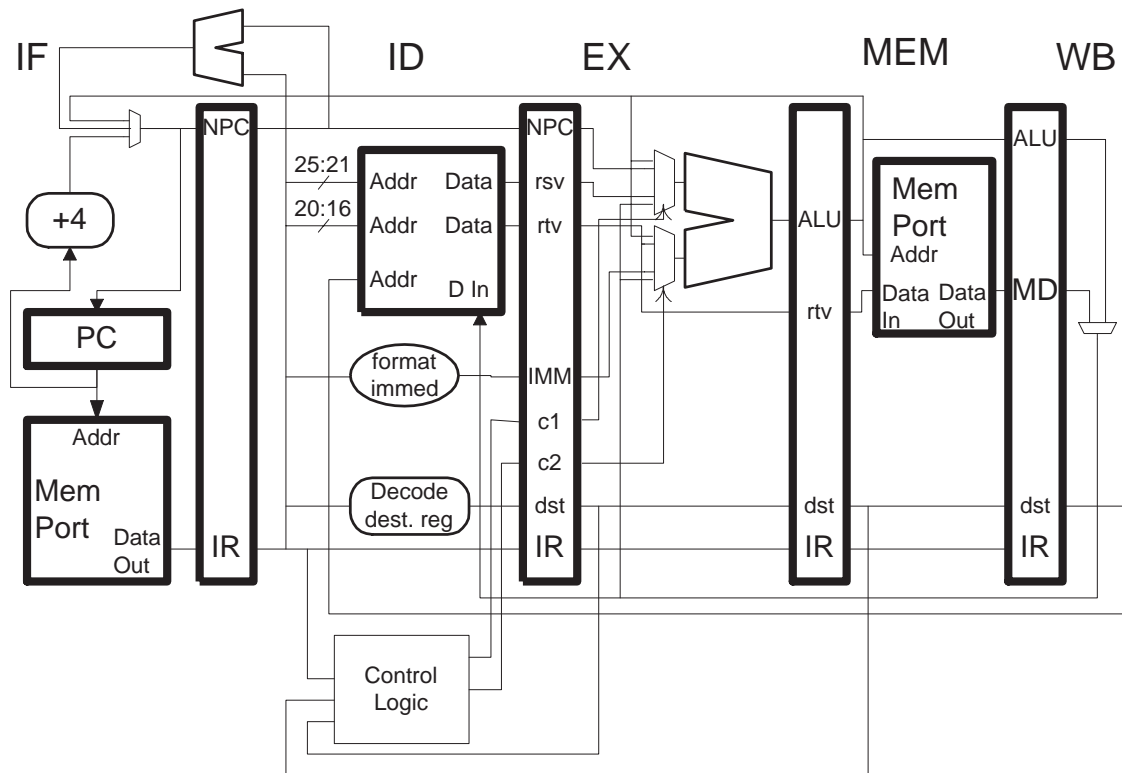 IF
ID
EX
MEM
WB
NPC
25:21
20:16
Addr
Data
Addr
Data
Addr
D In
NPC
rsv
rtv
ALU
Mem
Port
Addr
Data
In
Data
Out
ALU
MD
rtv
+4
PC
Addr
Mem
Port
Data
Out
IR
format
immed
IMM
c1
c2
Decode
dest. reg
dst
IR
dst
IR
dst
IR
Control
Logic